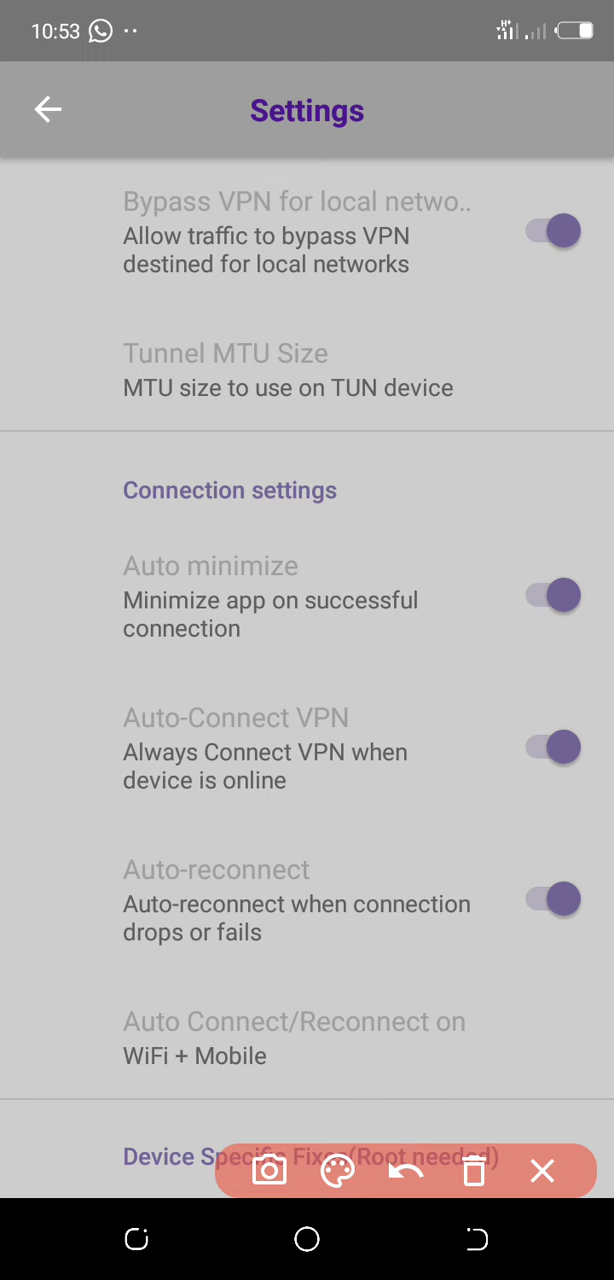 10:53
Settings
Bypass VPN for local netwo..
Allow traffic to bypass VPN
destined for local networks
Tunnel MTU Size
MTU size to use on TUN device
Connection settings
Auto minimize
Minimize app on successful
connection
Auto-Connect VPN
Always Connect VPN when
device is online
Auto-reconnect
Auto-reconnect when connection
drops or fails
Auto Connect/Reconnect on
WiFi + Mobile
Device Specific Fixes(Root needed)